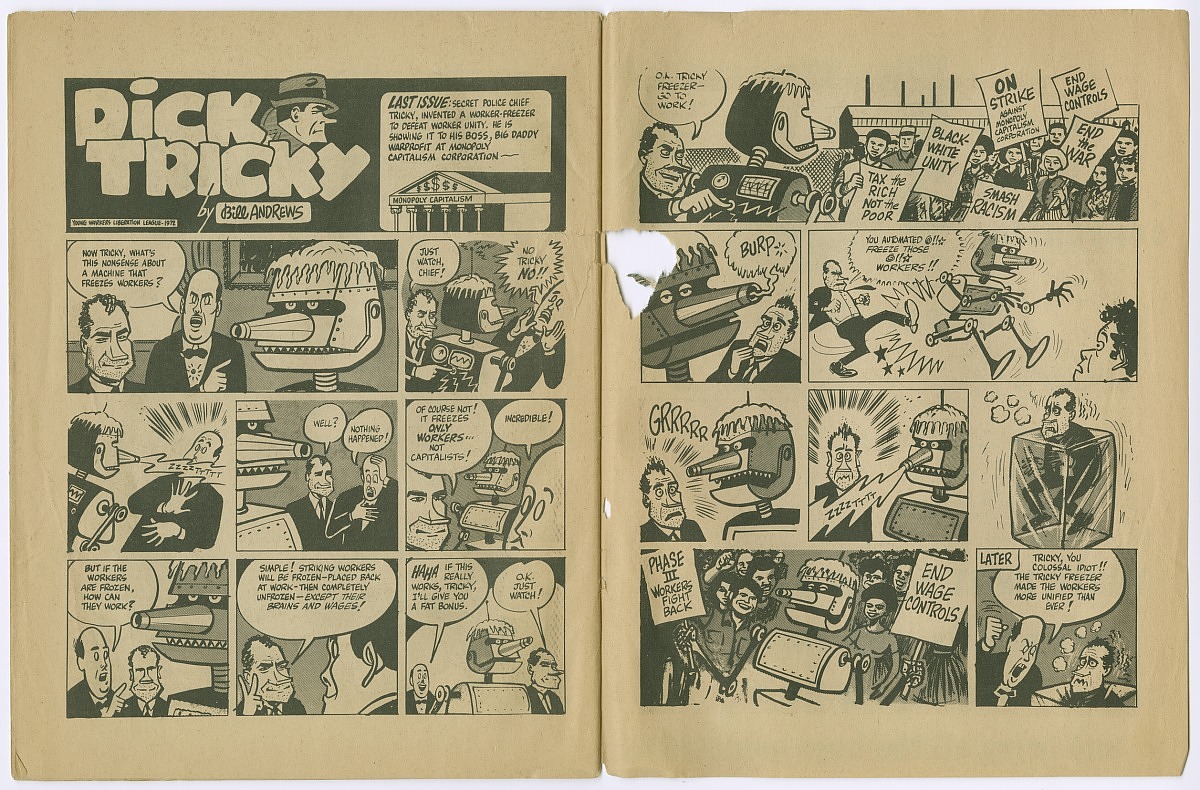 DiCK
TRiCKY
by Bill ANDREWS
YOUNG WORKERS LIBERATION LEAGUE-1972
LAST ISSUE: SECRET POLICE CHIEF
TRICKY, INVENTED A WORKER-FREEZER
TO DEFEAT WORKER UNITY. HE IS
SHOWING IT TO HIS BOSS, BIG DADDY
WARPROFIT AT MONOPOLY
CAPITALISM CORPORATION —
$$$
MONOPOLY CAPITALISM
NOW TRICKY, WHAT'S
THIS NONSENSE ABOUT
A MACHINE THAT
FREEZES WORKERS?
JUST
WATCH,
CHIEF!
NO
TRICKY
NO!!
ZZZZTTTT
WELL?
NOTHING
HAPPENED!
OF COURSE NOT!
IT FREEZES
ONLY
WORKERS...
NOT
CAPITALISTS!
INCREDIBLE!
BUT IF THE
WORKERS
ARE FROZEN,
HOW CAN
THEY WORK?
SIMPLE! STRIKING WORKERS
WILL BE FROZEN-PLACED BACK
AT WORK-THEN COMPLETELY
UNFROZEN-EXCEPT THEIR
BRAINS AND WAGES!
HAHA IF THIS
REALLY
WORKS, TRICKY,
I'LL GIVE YOU
A FAT BONUS.
O.K.
JUST
WATCH!
O.K. TRICKY
FREEZER-
GO TO
WORK!
TAX the
RICH
NOT the
POOR
BLACK-
WHITE
UNITY
ON
STRIKE
AGAINST
MONOPOLY
CAPITALISM
CORPORATION
SMASH
RACISM
END
WAGE
CONTROLS
END
the
WAR
BURP
YOU AUTOMATED @!!☆
FREEZE THOSE
@!!☆
WORKERS!!
GRRRRR
ZZZZTTTT
PHASE
III
WORKERS
FIGHT
BACK
END
WAGE
CONTROLS
LATER
TRICKY, YOU
COLOSSAL IDIOT!!
THE TRICKY FREEZER
MADE THE WORKERS
MORE UNIFIED THAN
EVER!